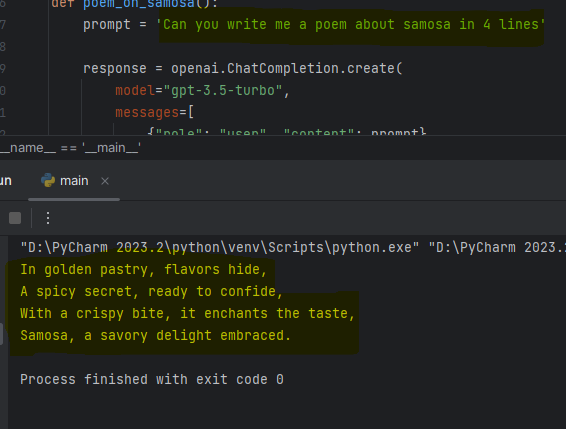 def poem_on_samosa():
prompt = 'Can you write me a poem about samosa in 4 lines'
response = openai.ChatCompletion.create(
model="gpt-3.5-turbo",
messages=[
{"role": "user", "content": prompt}
__name__ == '__main__'
main
"D:\PyCharm 2023.2\python\venv\Scripts\python.exe" "D:\PyCharm 2023.
In golden pastry, flavors hide,
A spicy secret, ready to confide,
With a crispy bite, it enchants the taste,
Samosa, a savory delight embraced.
Process finished with exit code 0